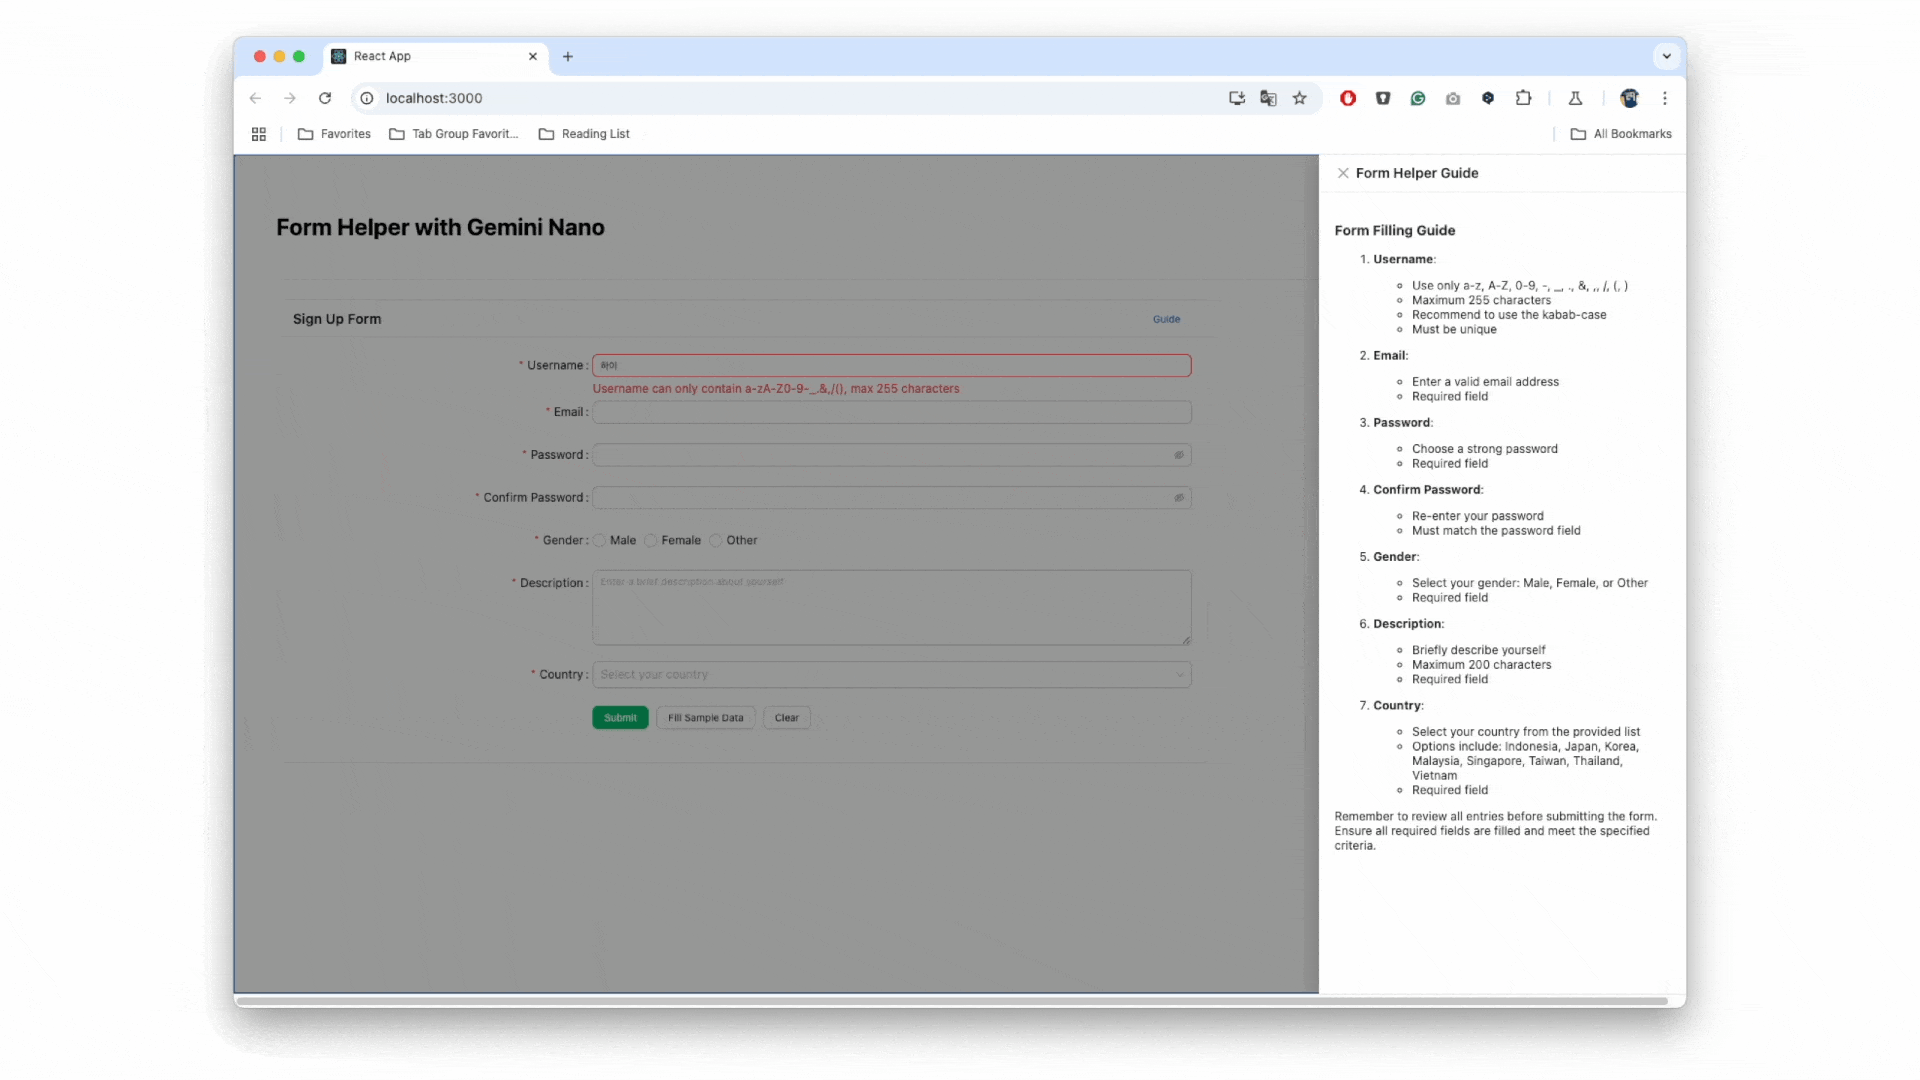 React App
localhost:3000
Favorites
Tab Group Favorit...
Reading List
All Bookmarks
Form Helper with Gemini Nano
Sign Up Form
Guide
* Username :
하이
Username can only contain a-zA-Z0-9-_.&,/(), max 255 characters
* Email :
* Password :
* Confirm Password :
* Gender :
Male
Female
Other
* Description :
Enter a brief description about yourself
* Country :
Select your country
Submit
Fill Sample Data
Clear
Form Helper Guide
Form Filling Guide
1. Username:
Use only a-z, A-Z, 0-9, -, _, ., &, ,, /, (, )
Maximum 255 characters
Recommend to use the kabab-case
Must be unique
2. Email:
Enter a valid email address
Required field
3. Password:
Choose a strong password
Required field
4. Confirm Password:
Re-enter your password
Must match the password field
5. Gender:
Select your gender: Male, Female, or Other
Required field
6. Description:
Briefly describe yourself
Maximum 200 characters
Required field
7. Country:
Select your country from the provided list
Options include: Indonesia, Japan, Korea,
Malaysia, Singapore, Taiwan, Thailand,
Vietnam
Required field
Remember to review all entries before submitting the form.
Ensure all required fields are filled and meet the specified
criteria.